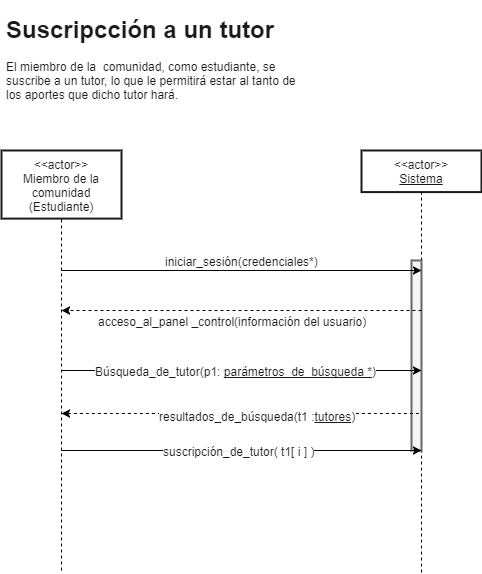 Suscripcción a un tutor
El miembro de la  comunidad, como estudiante, se
suscribe a un tutor, lo que le permitirá estar al tanto de
los aportes que dicho tutor hará.
<<actor>>
Miembro de la
comunidad
(Estudiante)
<<actor>>
Sistema
iniciar_sesión(credenciales*)
acceso_al_panel _control(información del usuario)
Búsqueda_de_tutor(p1: parámetros_de_búsqueda *)
resultados_de_búsqueda(t1 :tutores)
suscripción_de_tutor( t1[ i ] )